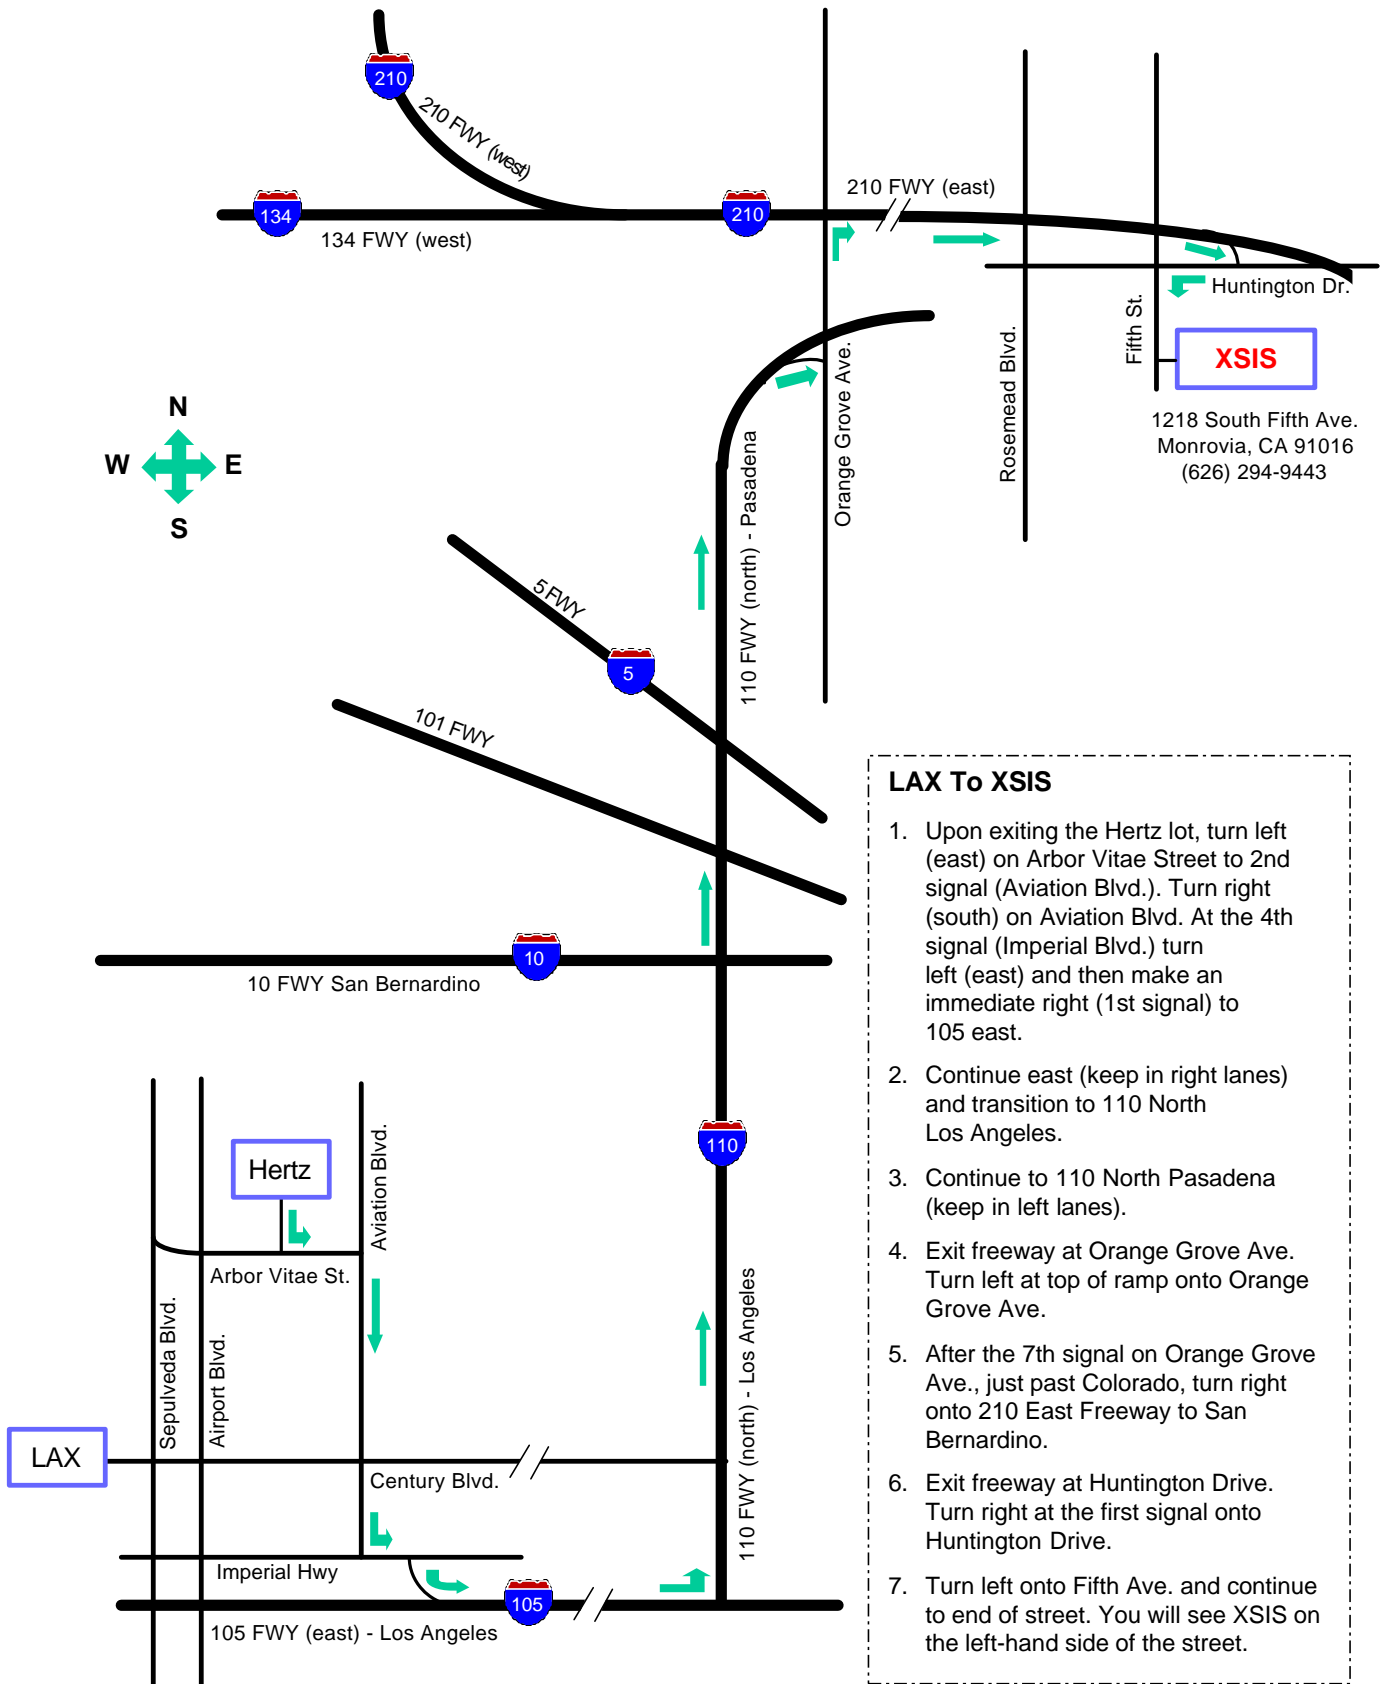 210
210 FWY (west)
134
134 FWY (west)
210
210 FWY (east)
Huntington Dr.
Fifth St.
XSIS
1218 South Fifth Ave.
Monrovia, CA 91016
(626) 294-9443
Rosemead Blvd.
Orange Grove Ave.
110 FWY (north) - Pasadena
N
W E
S
5 FWY
5
101 FWY
10
10 FWY San Bernardino
110
110 FWY (north) - Los Angeles
Hertz
Aviation Blvd.
Arbor Vitae St.
Sepulveda Blvd.
Airport Blvd.
LAX
Century Blvd.
Imperial Hwy
105
105 FWY (east) - Los Angeles
LAX To XSIS
1. Upon exiting the Hertz lot, turn left
(east) on Arbor Vitae Street to 2nd
signal (Aviation Blvd.). Turn right
(south) on Aviation Blvd. At the 4th
signal (Imperial Blvd.) turn
left (east) and then make an
immediate right (1st signal) to
105 east.
2. Continue east (keep in right lanes)
and transition to 110 North
Los Angeles.
3. Continue to 110 North Pasadena
(keep in left lanes).
4. Exit freeway at Orange Grove Ave.
Turn left at top of ramp onto Orange
Grove Ave.
5. After the 7th signal on Orange Grove
Ave., just past Colorado, turn right
onto 210 East Freeway to San
Bernardino.
6. Exit freeway at Huntington Drive.
Turn right at the first signal onto
Huntington Drive.
7. Turn left onto Fifth Ave. and continue
to end of street. You will see XSIS on
the left-hand side of the street.